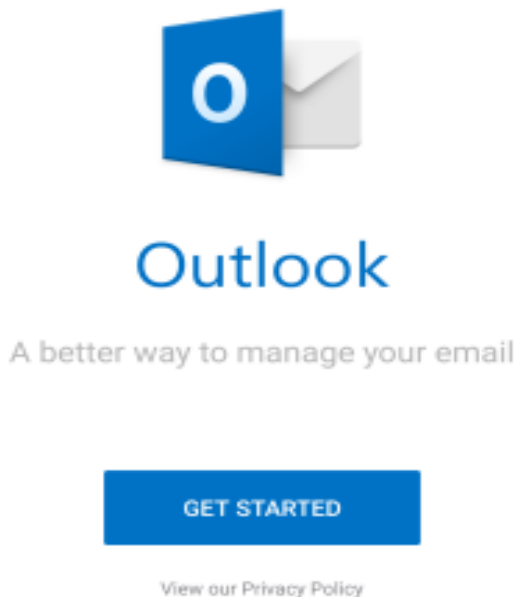 O
Outlook
A better way to manage your email
GET STARTED
View our Privacy Policy